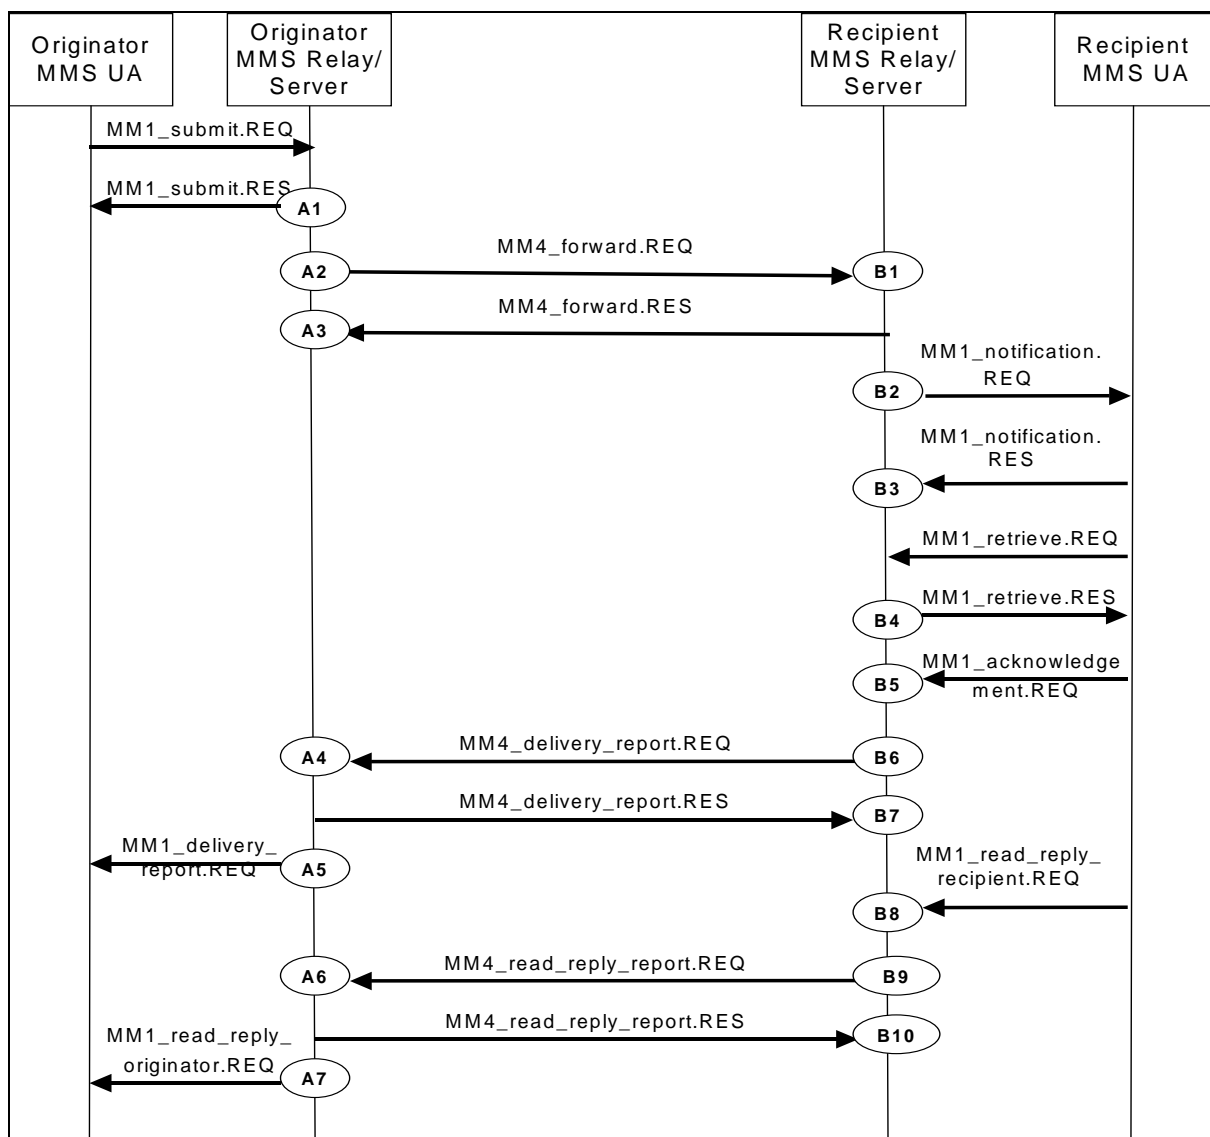 Originator
MMS UA
Originator
MMS Relay/
Server
Recipient
MMS Relay/
Server
Recipient
MMS UA
MM1_submit.REQ
MM1_submit.RES
A1
MM4_forward.REQ
A2
B1
MM4_forward.RES
A3
MM1_notification.
REQ
B2
MM1_notification.
RES
B3
MM1_retrieve.REQ
MM1_retrieve.RES
B4
MM1_acknowledge
ment.REQ
B5
MM4_delivery_report.REQ
A4
B6
MM4_delivery_report.RES
B7
MM1_delivery_
report.REQ
A5
MM1_read_reply_
recipient.REQ
B8
MM4_read_reply_report.REQ
A6
B9
MM4_read_reply_report.RES
B10
MM1_read_reply_
originator.REQ
A7